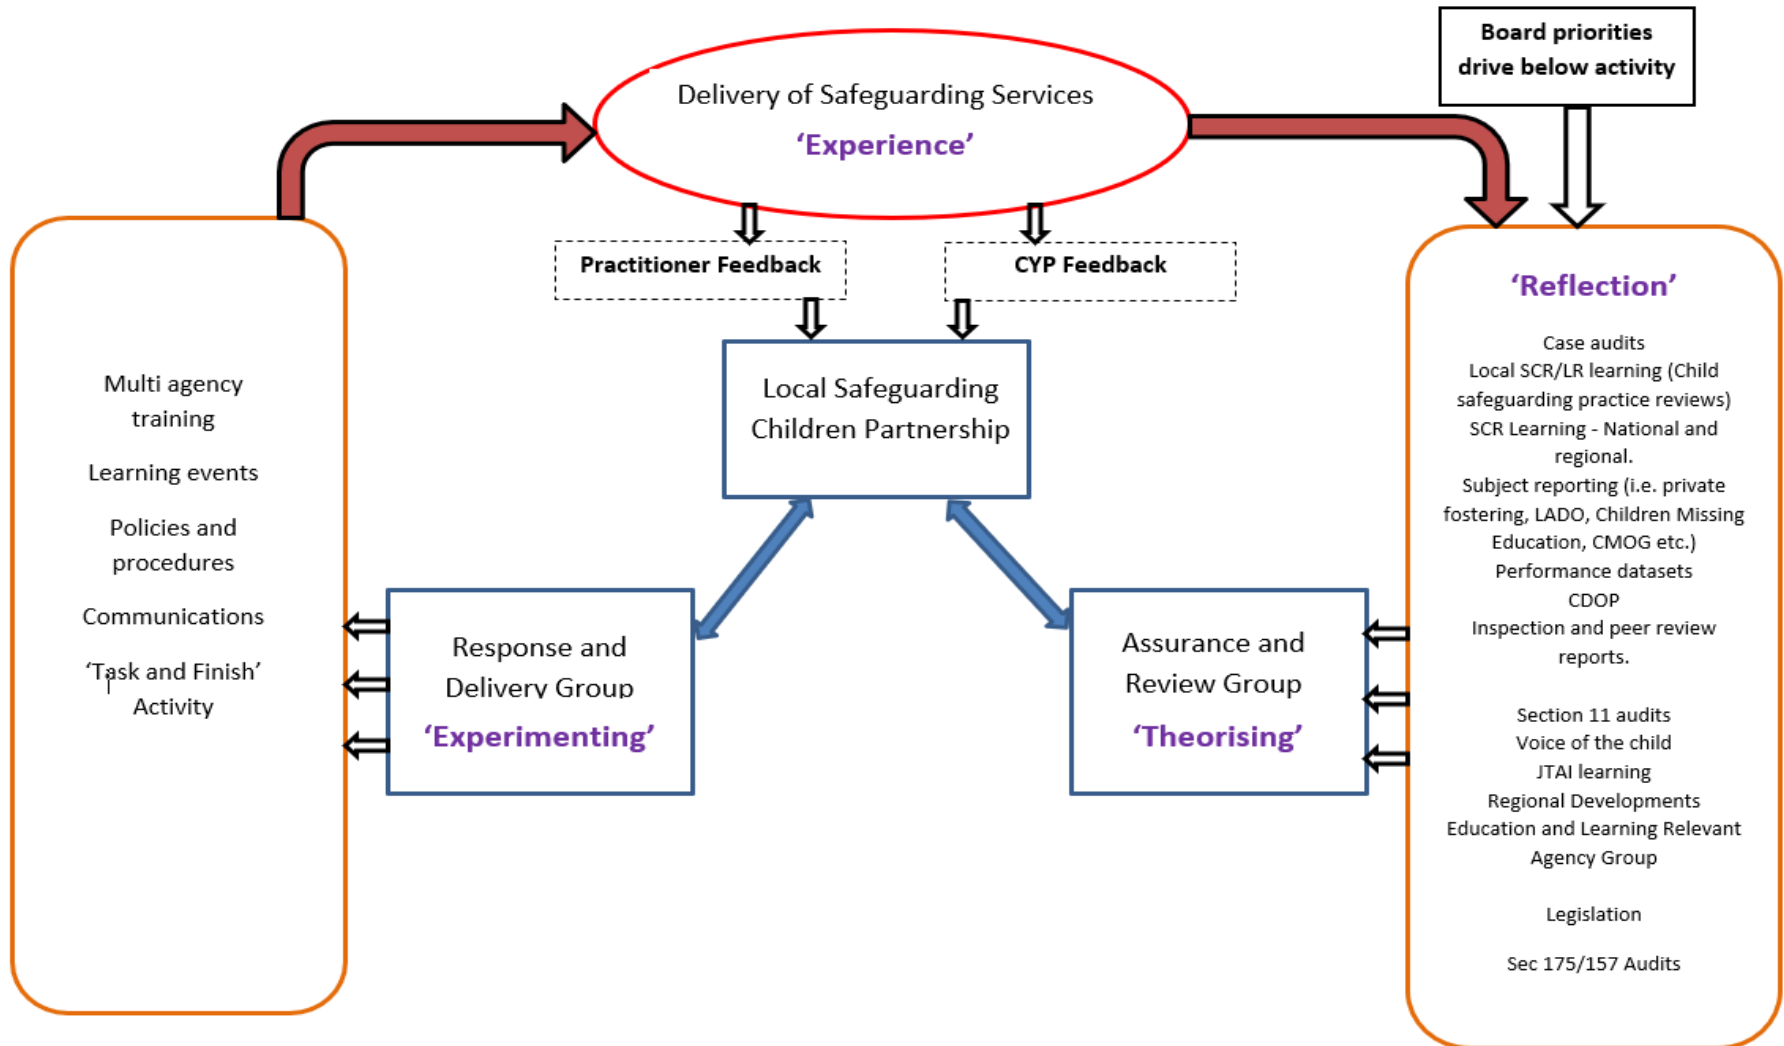 Board priorities
drive below activity
Delivery of Safeguarding Services
‘Experience’
Practitioner Feedback
CYP Feedback
Local Safeguarding
Children Partnership
Multi agency
training
Learning events
Policies and
procedures
Communications
‘Task and Finish’
Activity
Response and
Delivery Group
‘Experimenting’
Assurance and
Review Group
‘Theorising’
‘Reflection’
Case audits
Local SCR/LR learning (Child
safeguarding practice reviews)
SCR Learning - National and
regional.
Subject reporting (i.e. private
fostering, LADO, Children Missing
Education, CMOG etc.)
Performance datasets
CDOP
Inspection and peer review
reports.
Section 11 audits
Voice of the child
JTAI learning
Regional Developments
Education and Learning Relevant
Agency Group
Legislation
Sec 175/157 Audits